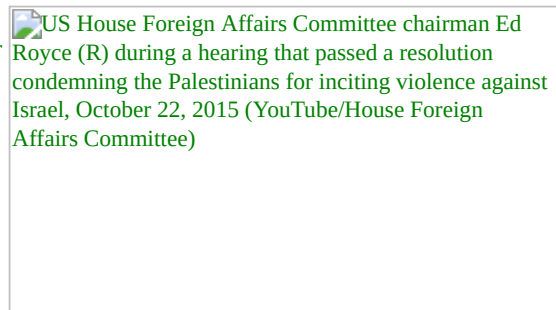 US House Foreign Affairs Committee chairman Ed
Royce (R) during a hearing that passed a resolution
condemning the Palestinians for inciting violence against
Israel, October 22, 2015 (YouTube/House Foreign
Affairs Committee)